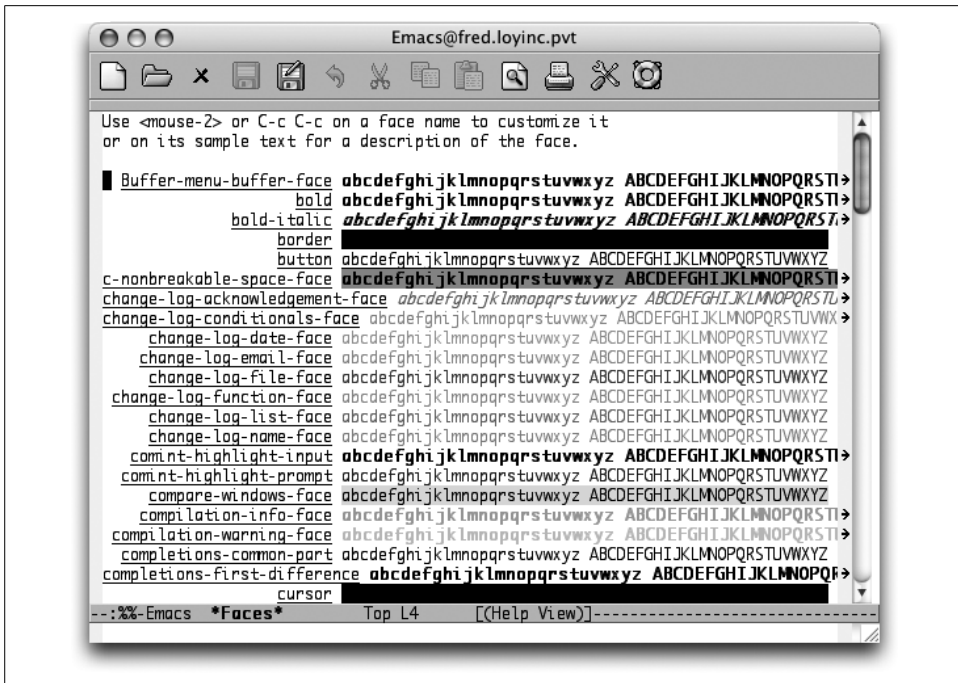 Emacs@fred.loyinc.pvt
Use <mouse-2> or C-c C-c on a face name to customize it
or on its sample text for a description of the face.
Buffer-menu-buffer-face abcdefghijklmnopqrstuvwxyz ABCDEFGHIJKLMNOPQRST
bold abcdefghijklmnopqrstuvwxyz ABCDEFGHIJKLMNOPQRST
bold-italic abcdefghijklmnopqrstuvwxyz ABCDEFGHIJKLMNOPQRST
border
button abcdefghijklmnopqrstuvwxyz ABCDEFGHIJKLMNOPQRSTUVWXYZ
c-nonbreakable-space-face abcdefghijklmnopqrstuvwxyz ABCDEFGHIJKLMNOPQRST
change-log-acknowledgement-face abcdefghijklmnopqrstuvwxyz ABCDEFGHIJKLMNOPQRSTU
change-log-conditionals-face abcdefghijklmnopqrstuvwxyz ABCDEFGHIJKLMNOPQRSTUVWX
change-log-date-face abcdefghijklmnopqrstuvwxyz ABCDEFGHIJKLMNOPQRSTUVWXYZ
change-log-email-face abcdefghijklmnopqrstuvwxyz ABCDEFGHIJKLMNOPQRSTUVWXYZ
change-log-file-face abcdefghijklmnopqrstuvwxyz ABCDEFGHIJKLMNOPQRSTUVWXYZ
change-log-function-face abcdefghijklmnopqrstuvwxyz ABCDEFGHIJKLMNOPQRSTUVWXYZ
change-log-list-face abcdefghijklmnopqrstuvwxyz ABCDEFGHIJKLMNOPQRSTUVWXYZ
change-log-name-face abcdefghijklmnopqrstuvwxyz ABCDEFGHIJKLMNOPQRSTUVWXYZ
comint-highlight-input abcdefghijklmnopqrstuvwxyz ABCDEFGHIJKLMNOPQRST
comint-highlight-prompt abcdefghijklmnopqrstuvwxyz ABCDEFGHIJKLMNOPQRSTUVWXYZ
compare-windows-face abcdefghijklmnopqrstuvwxyz ABCDEFGHIJKLMNOPQRSTUVWXYZ
compilation-info-face abcdefghijklmnopqrstuvwxyz ABCDEFGHIJKLMNOPQRST
compilation-warning-face abcdefghijklmnopqrstuvwxyz ABCDEFGHIJKLMNOPQRST
completions-common-part abcdefghijklmnopqrstuvwxyz ABCDEFGHIJKLMNOPQRSTUVWXYZ
completions-first-difference abcdefghijklmnopqrstuvwxyz ABCDEFGHIJKLMNOPQR
cursor
--:%%-Emacs *Faces* Top L4 [(Help View)]-----------------------------